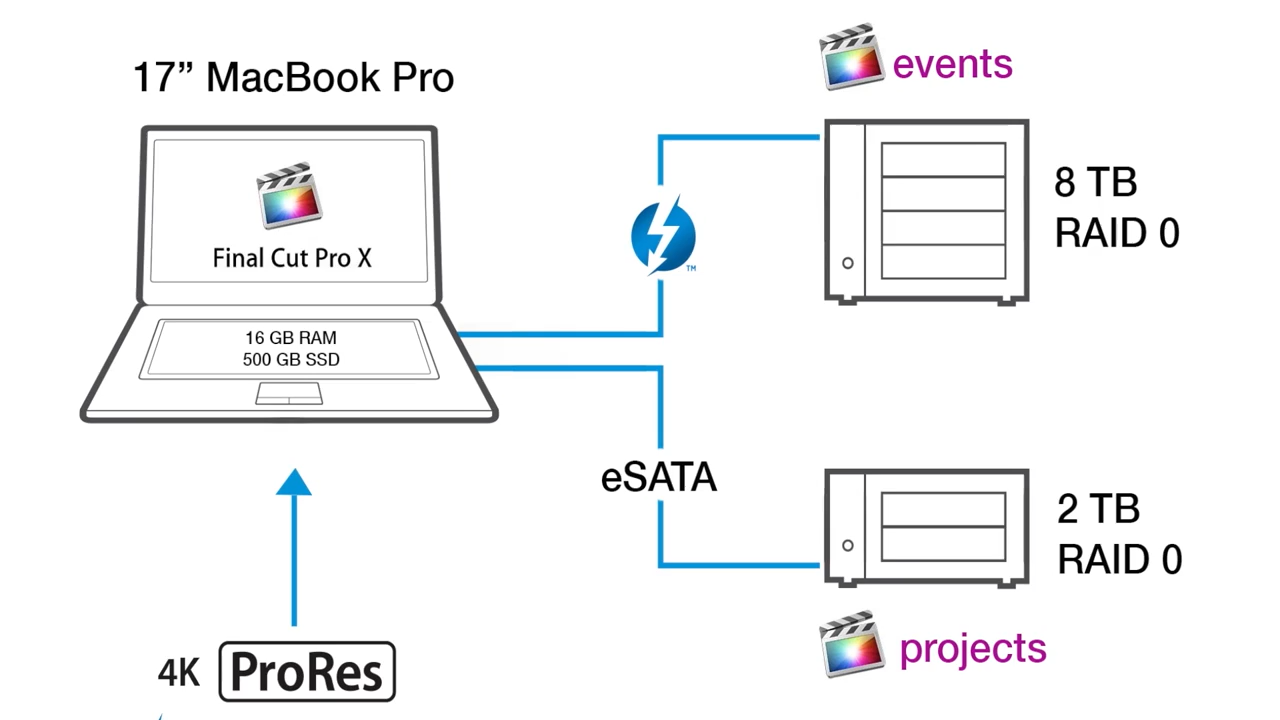 17” MacBook Pro
Final Cut Pro X
16 GB RAM
500 GB SSD
4K ProRes
TM
eSATA
events
8 TB
RAID 0
2 TB
RAID 0
projects